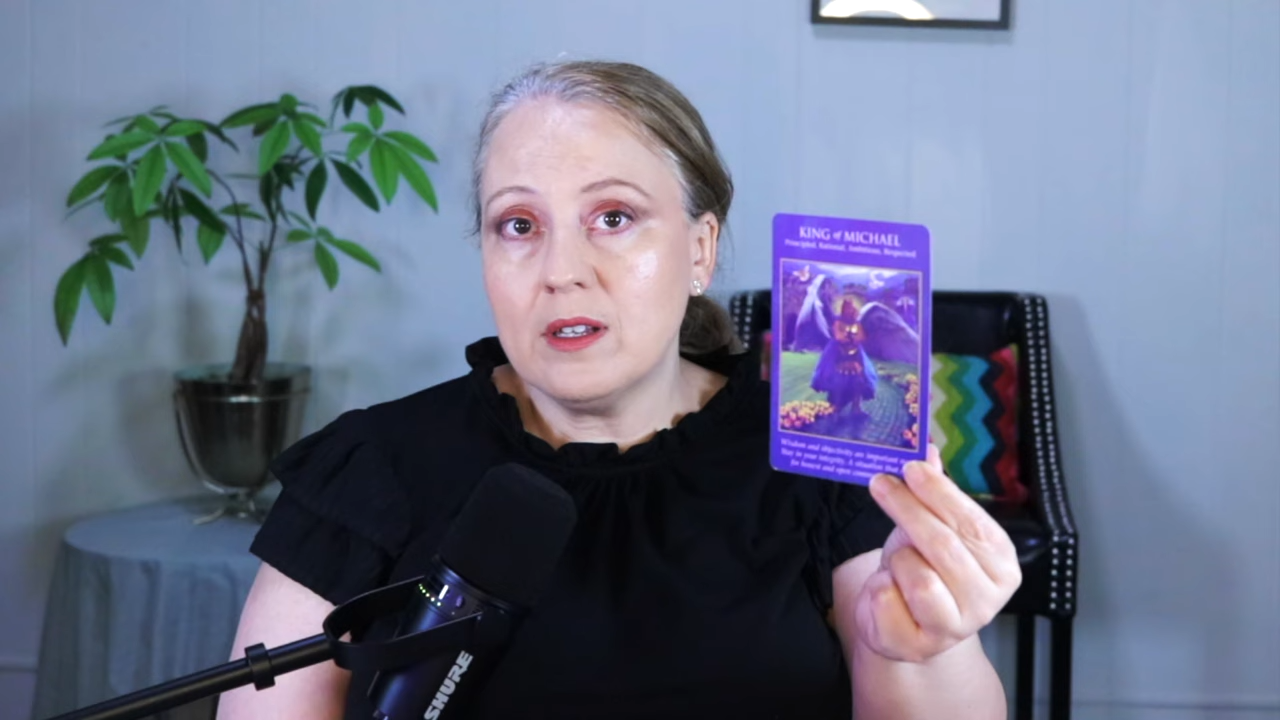 KING of MICHAEL
Principled, Rational, Ambitious, Respected
Wisdom and objectivity are important
Stay in your integrity. A situation that
for honest and open
SHURE